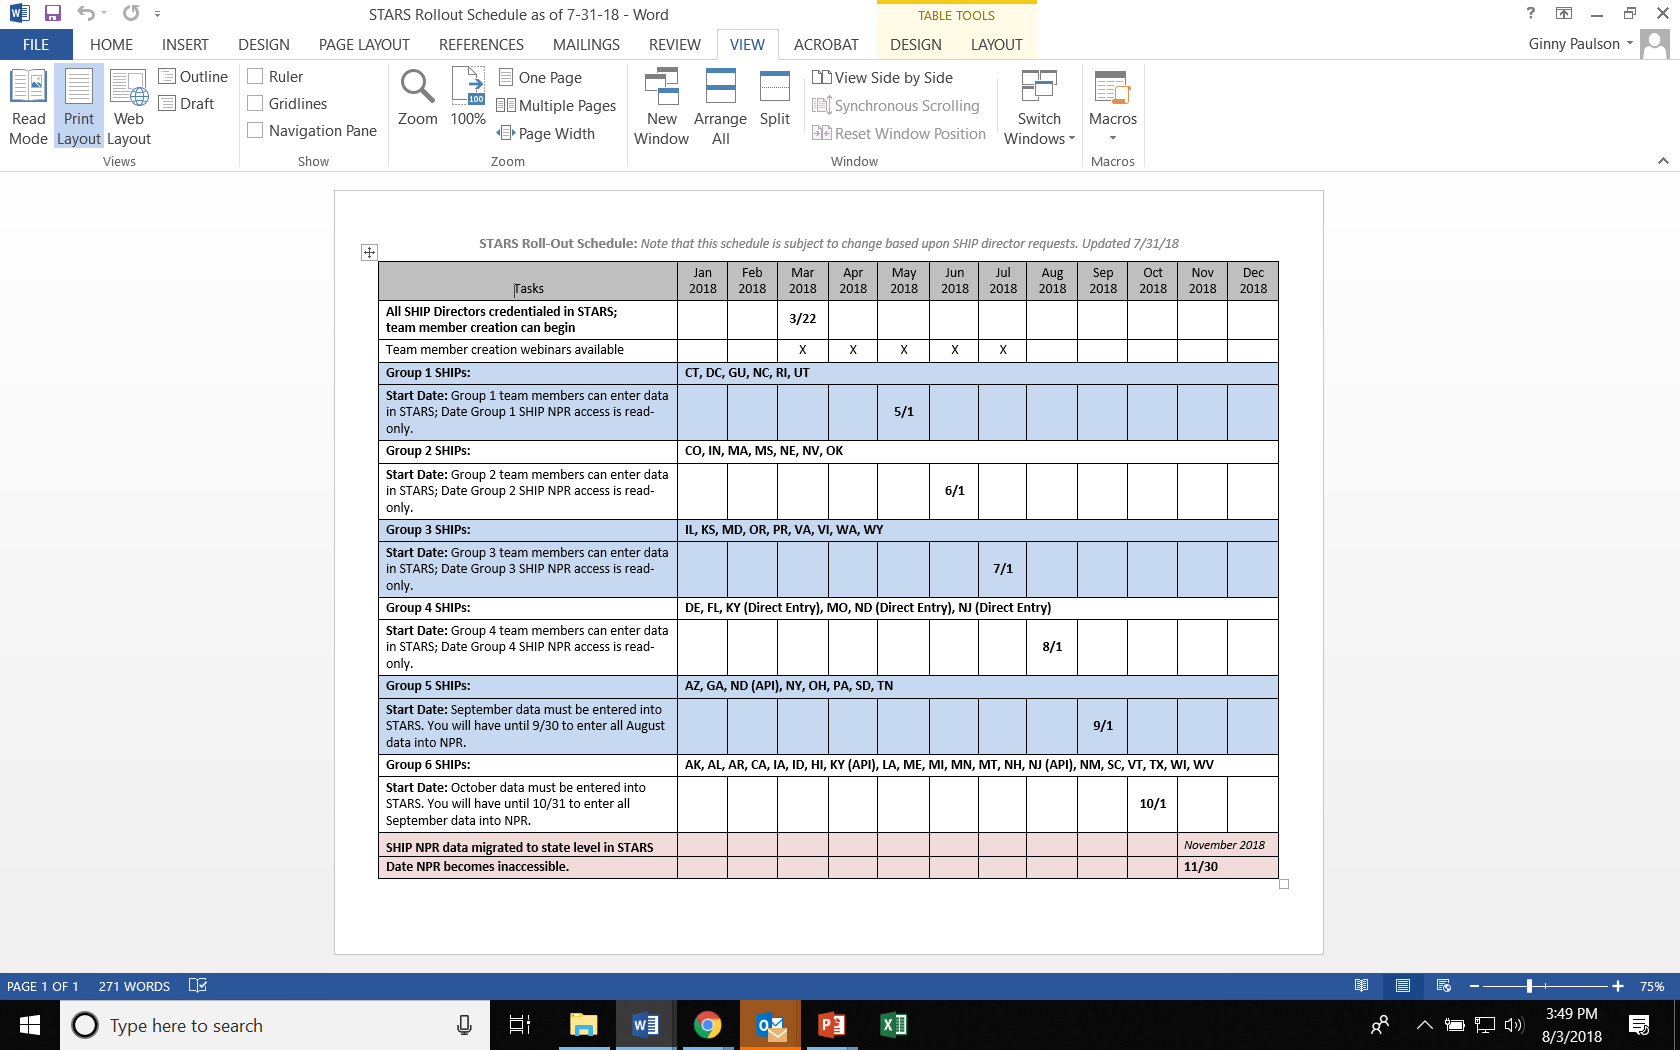 STARS Rollout Schedule as of 7-31-18 - Word
TABLE TOOLS
?
FILE HOME INSERT DESIGN PAGE LAYOUT REFERENCES MAILINGS REVIEW VIEW ACROBAT DESIGN LAYOUT
Ginny Paulson
Read Mode
Print Layout
Web Layout
Outline
Draft
Views
Ruler
Gridlines
Navigation Pane
Show
Zoom
100
100%
One Page
Multiple Pages
Page Width
Zoom
New Window
Arrange All
Split
View Side by Side
Synchronous Scrolling
Reset Window Position
Window
Switch Windows
Macros
Macros
STARS Roll-Out Schedule: Note that this schedule is subject to change based upon SHIP director requests. Updated 7/31/18
Tasks Jan 2018 Feb 2018 Mar 2018 Apr 2018 May 2018 Jun 2018 Jul 2018 Aug 2018 Sep 2018 Oct 2018 Nov 2018 Dec 2018
All SHIP Directors credentialed in STARS;
team member creation can begin
3/22
Team member creation webinars available X X X X X
Group 1 SHIPs: CT, DC, GU, NC, RI, UT
Start Date: Group 1 team members can enter data
in STARS; Date Group 1 SHIP NPR access is read-
only.
5/1
Group 2 SHIPs: CO, IN, MA, MS, NE, NV, OK
Start Date: Group 2 team members can enter data
in STARS; Date Group 2 SHIP NPR access is read-
only.
6/1
Group 3 SHIPs: IL, KS, MD, OR, PR, VA, VI, WA, WY
Start Date: Group 3 team members can enter data
in STARS; Date Group 3 SHIP NPR access is read-
only.
7/1
Group 4 SHIPs: DE, FL, KY (Direct Entry), MO, ND (Direct Entry), NJ (Direct Entry)
Start Date: Group 4 team members can enter data
in STARS; Date Group 4 SHIP NPR access is read-
only.
8/1
Group 5 SHIPs: AZ, GA, ND (API), NY, OH, PA, SD, TN
Start Date: September data must be entered into
STARS. You will have until 9/30 to enter all August
data into NPR.
9/1
Group 6 SHIPs: AK, AL, AR, CA, IA, ID, HI, KY (API), LA, ME, MI, MN, MT, NH, NJ (API), NM, SC, VT, TX, WI, WV
Start Date: October data must be entered into
STARS. You will have until 10/31 to enter all
September data into NPR.
10/1
SHIP NPR data migrated to state level in STARS November 2018
Date NPR becomes inaccessible. 11/30
PAGE 1 OF 1 271 WORDS
75%
Type here to search
3:49 PM
8/3/2018